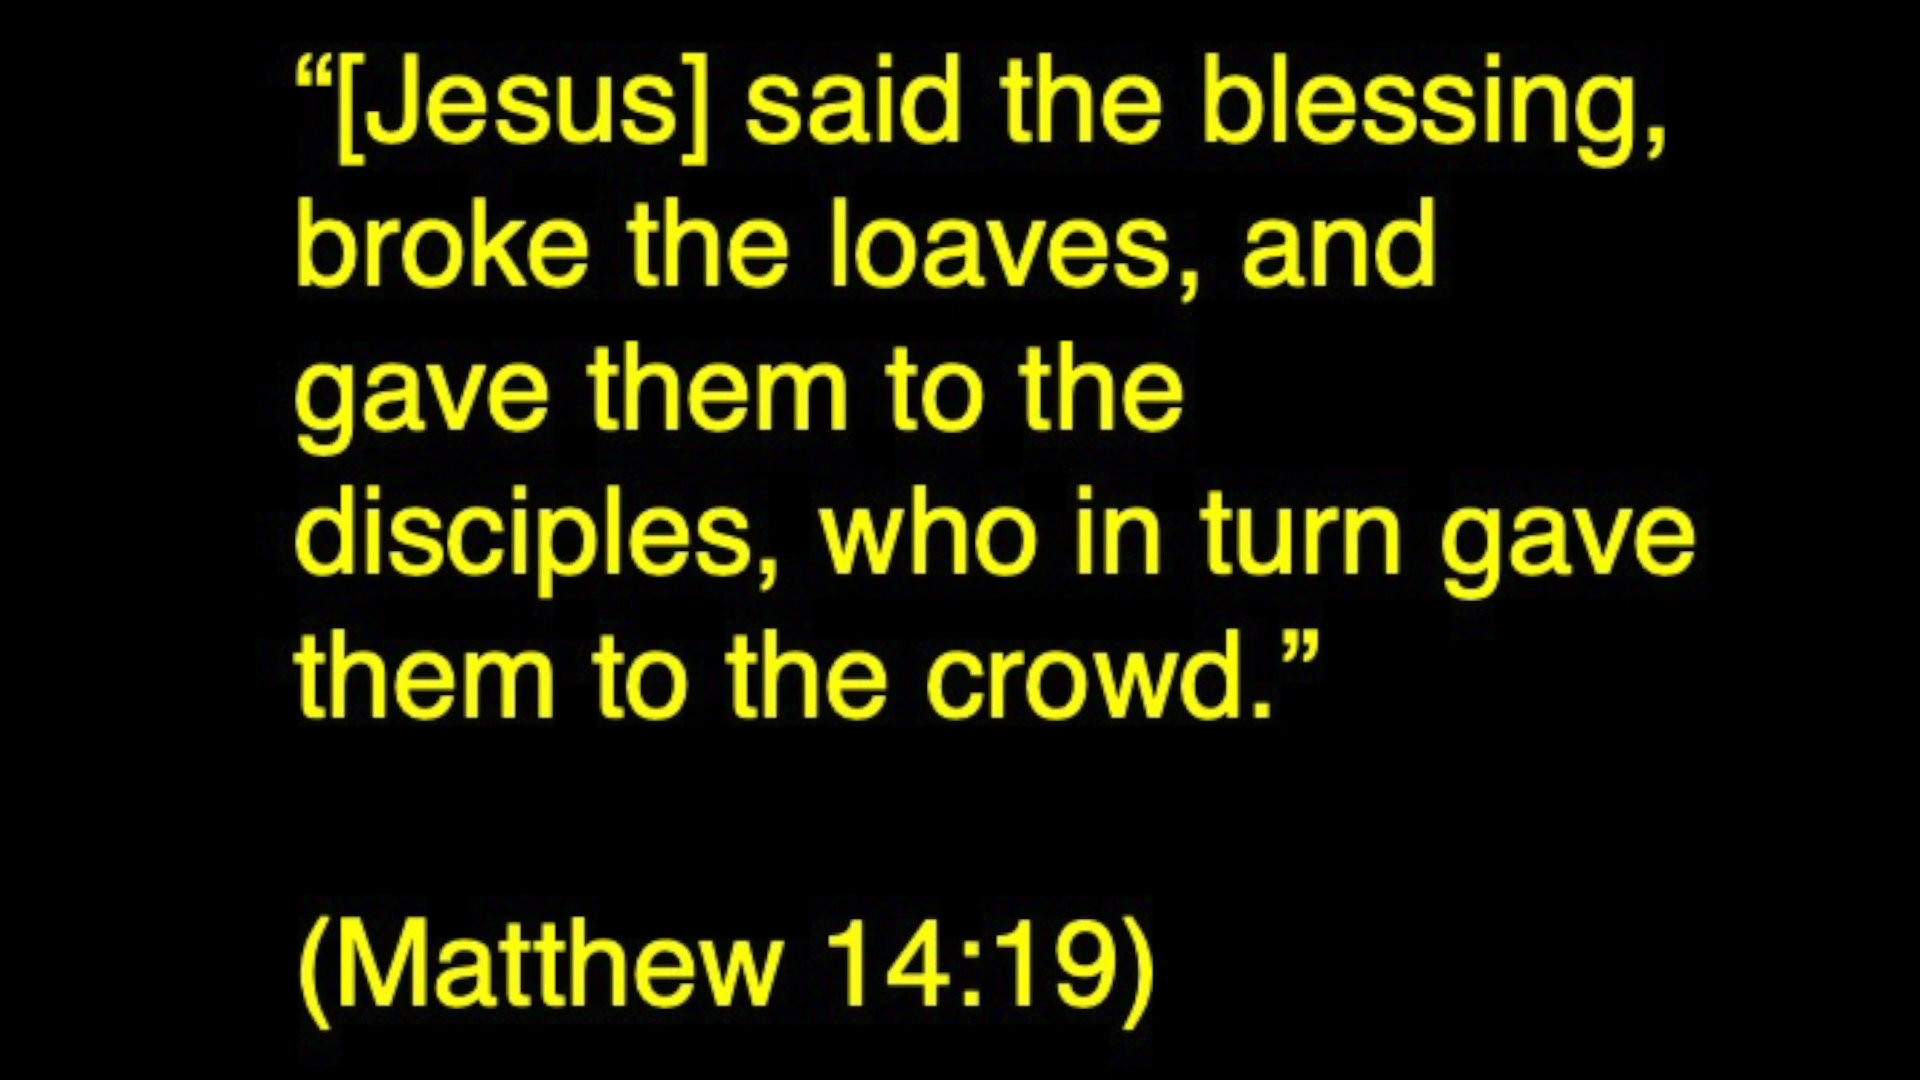 “[Jesus] said the blessing,
broke the loaves, and
gave them to the
disciples, who in turn gave
them to the crowd.”
(Matthew 14:19)